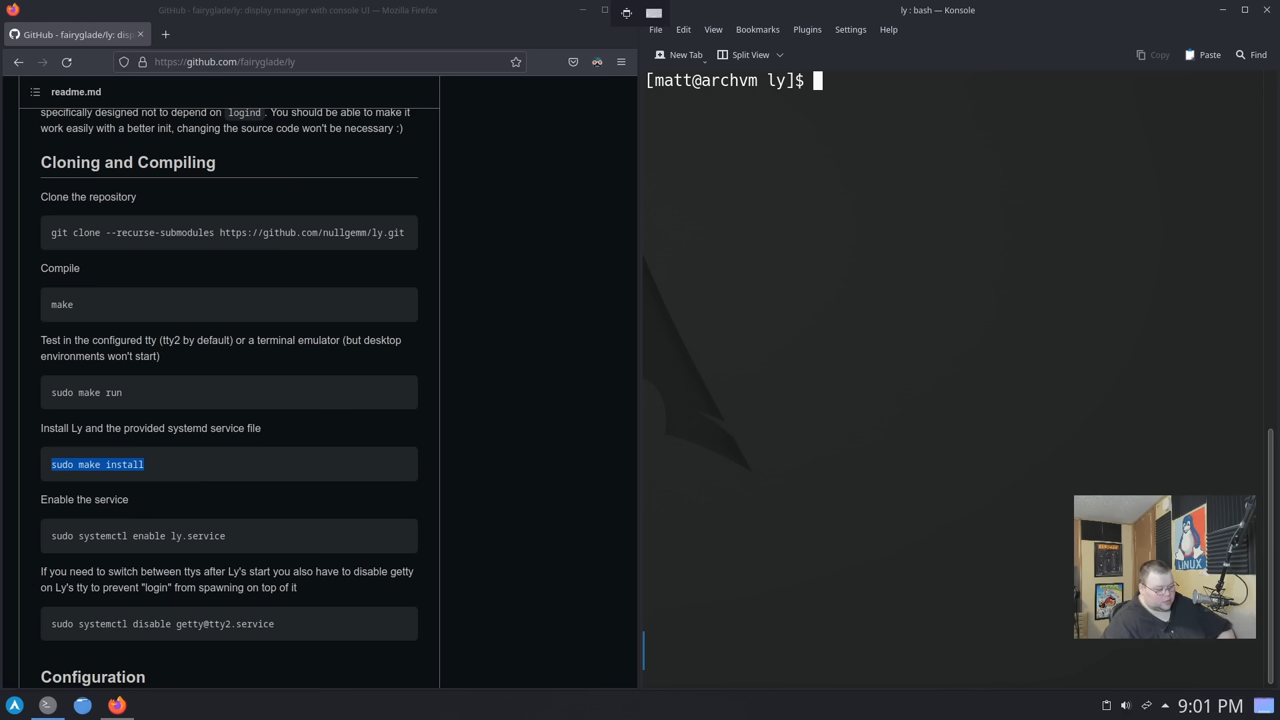 GitHub - fairyglade/ly: display manager with console UI — Mozilla Firefox
GitHub - fairyglade/ly: disp
https://github.com/fairyglade/ly
readme.md
specifically designed not to depend on logind. You should be able to make it
work easily with a better init, changing the source code won't be necessary :)
Cloning and Compiling
Clone the repository
git clone --recurse-submodules https://github.com/nullgemm/ly.git
Compile
make
Test in the configured tty (tty2 by default) or a terminal emulator (but desktop
environments won't start)
sudo make run
Install Ly and the provided systemd service file
sudo make install
Enable the service
sudo systemctl enable ly.service
If you need to switch between ttys after Ly's start you also have to disable getty
on Ly's tty to prevent "login" from spawning on top of it
sudo systemctl disable getty@tty2.service
Configuration
ly : bash — Konsole
File Edit View Bookmarks Plugins Settings Help
New Tab Split View Copy Paste Find
[matt@archvm ly]$
LINUX
9:01 PM